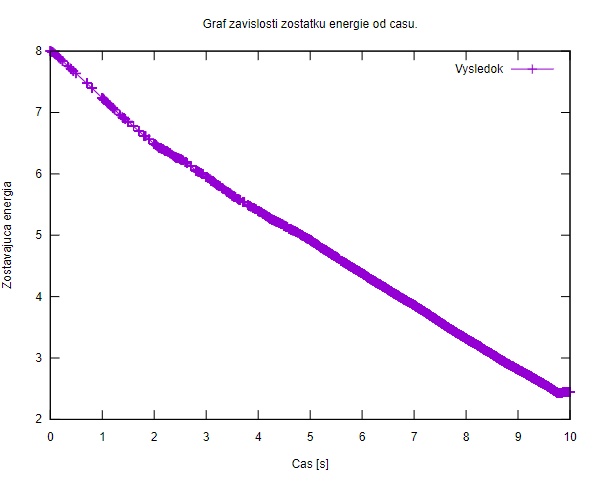 Graf zavislosti zostatku energie od casu.
Vysledok
8
7
6
5
4
3
2
Zostavajuca energia
0 1 2 3 4 5 6 7 8 9 10
Cas [s]